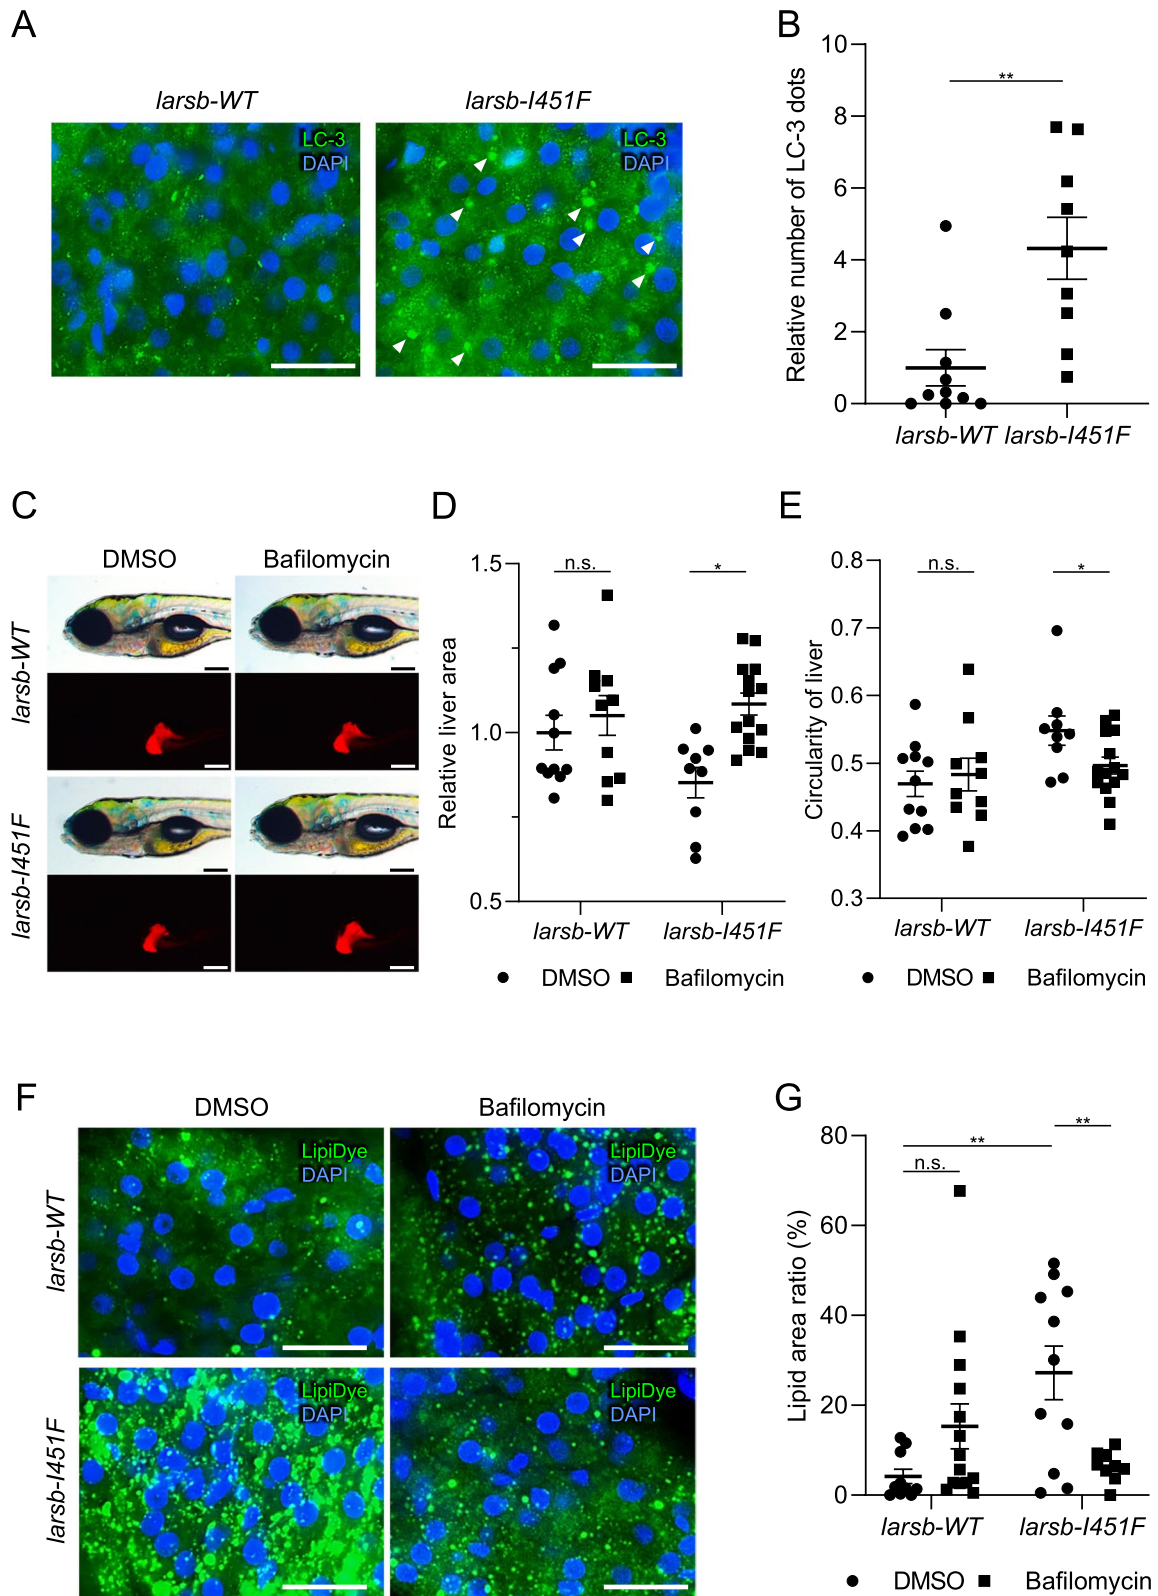 A
larsb-WT
larsb-I451F
LC-3
DAPI
LC-3
DAPI
B
Relative number of LC-3 dots
10
8
6
4
2
0
**
larsb-WT larsb-I451F
C
DMSO
Bafilomycin
larsb-WT
larsb-I451F
D
Relative liver area
1.5
1.0
0.5
n.s.
*
larsb-WT
larsb-I451F
DMSO
Bafilomycin
E
Circularity of liver
0.8
0.7
0.6
0.5
0.4
0.3
n.s.
*
larsb-WT
larsb-I451F
DMSO
Bafilomycin
F
DMSO
Bafilomycin
larsb-WT
larsb-I451F
LipiDye
DAPI
LipiDye
DAPI
LipiDye
DAPI
LipiDye
DAPI
G
Lipid area ratio (%)
80
60
40
20
0
**
**
n.s.
larsb-WT
larsb-I451F
DMSO
Bafilomycin